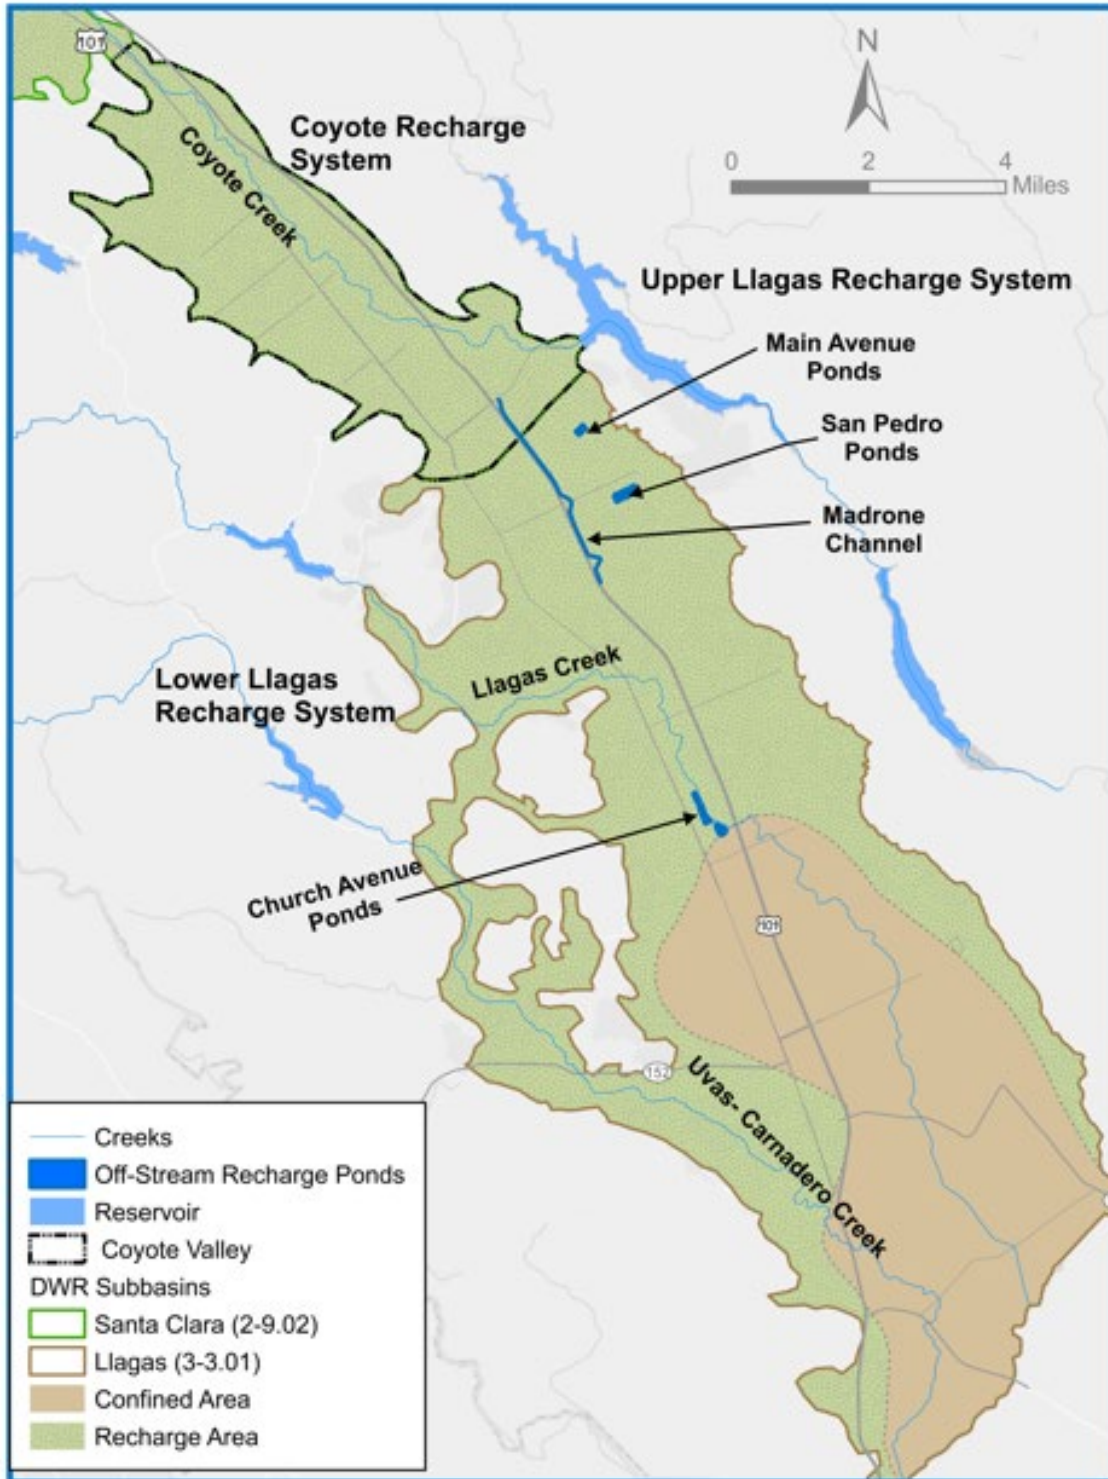 101
Coyote Recharge
System
Coyote Creek
N
0 2 4
Miles
Upper Llagas Recharge System
Main Avenue
Ponds
San Pedro
Ponds
Madrone
Channel
Llagas Creek
Lower Llagas
Recharge System
Church Avenue
Ponds
101
152
Uvas- Carnadero Creek
Creeks
Off-Stream Recharge Ponds
Reservoir
Coyote Valley
DWR Subbasins
Santa Clara (2-9.02)
Llagas (3-3.01)
Confined Area
Recharge Area